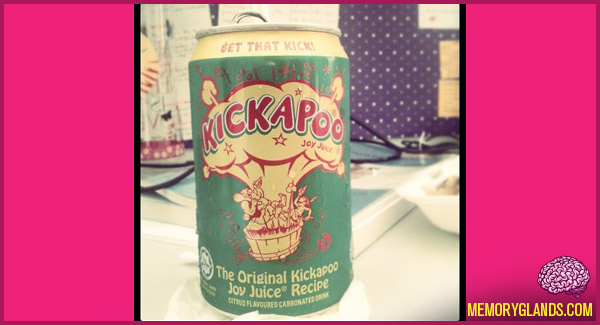 GET THAT KICK!
KICKAPOO®
JOY JUICE
The Original Kickapoo
Joy Juice® Recipe
CITRUS FLAVOURED CARBONATED DRINK
MEMORYGLANDS.COM